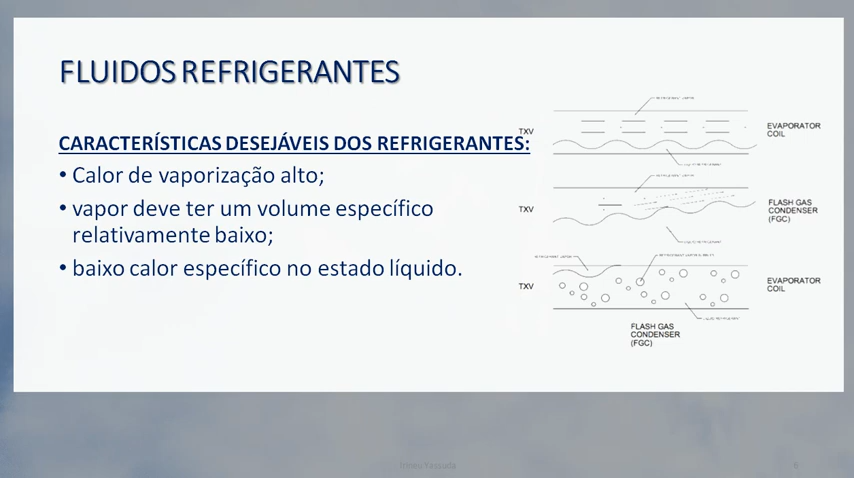 FLUIDOS REFRIGERANTES
CARACTERÍSTICAS DESEJÁVEIS DOS REFRIGERANTES:
• Calor de vaporização alto;
• vapor deve ter um volume específico
relativamente baixo;
• baixo calor específico no estado líquido.
TXV
EVAPORATOR
COIL
TXV
FLASH GAS
CONDENSER
(FGC)
TXV
EVAPORATOR
COIL
FLASH GAS
CONDENSER
(FGC)